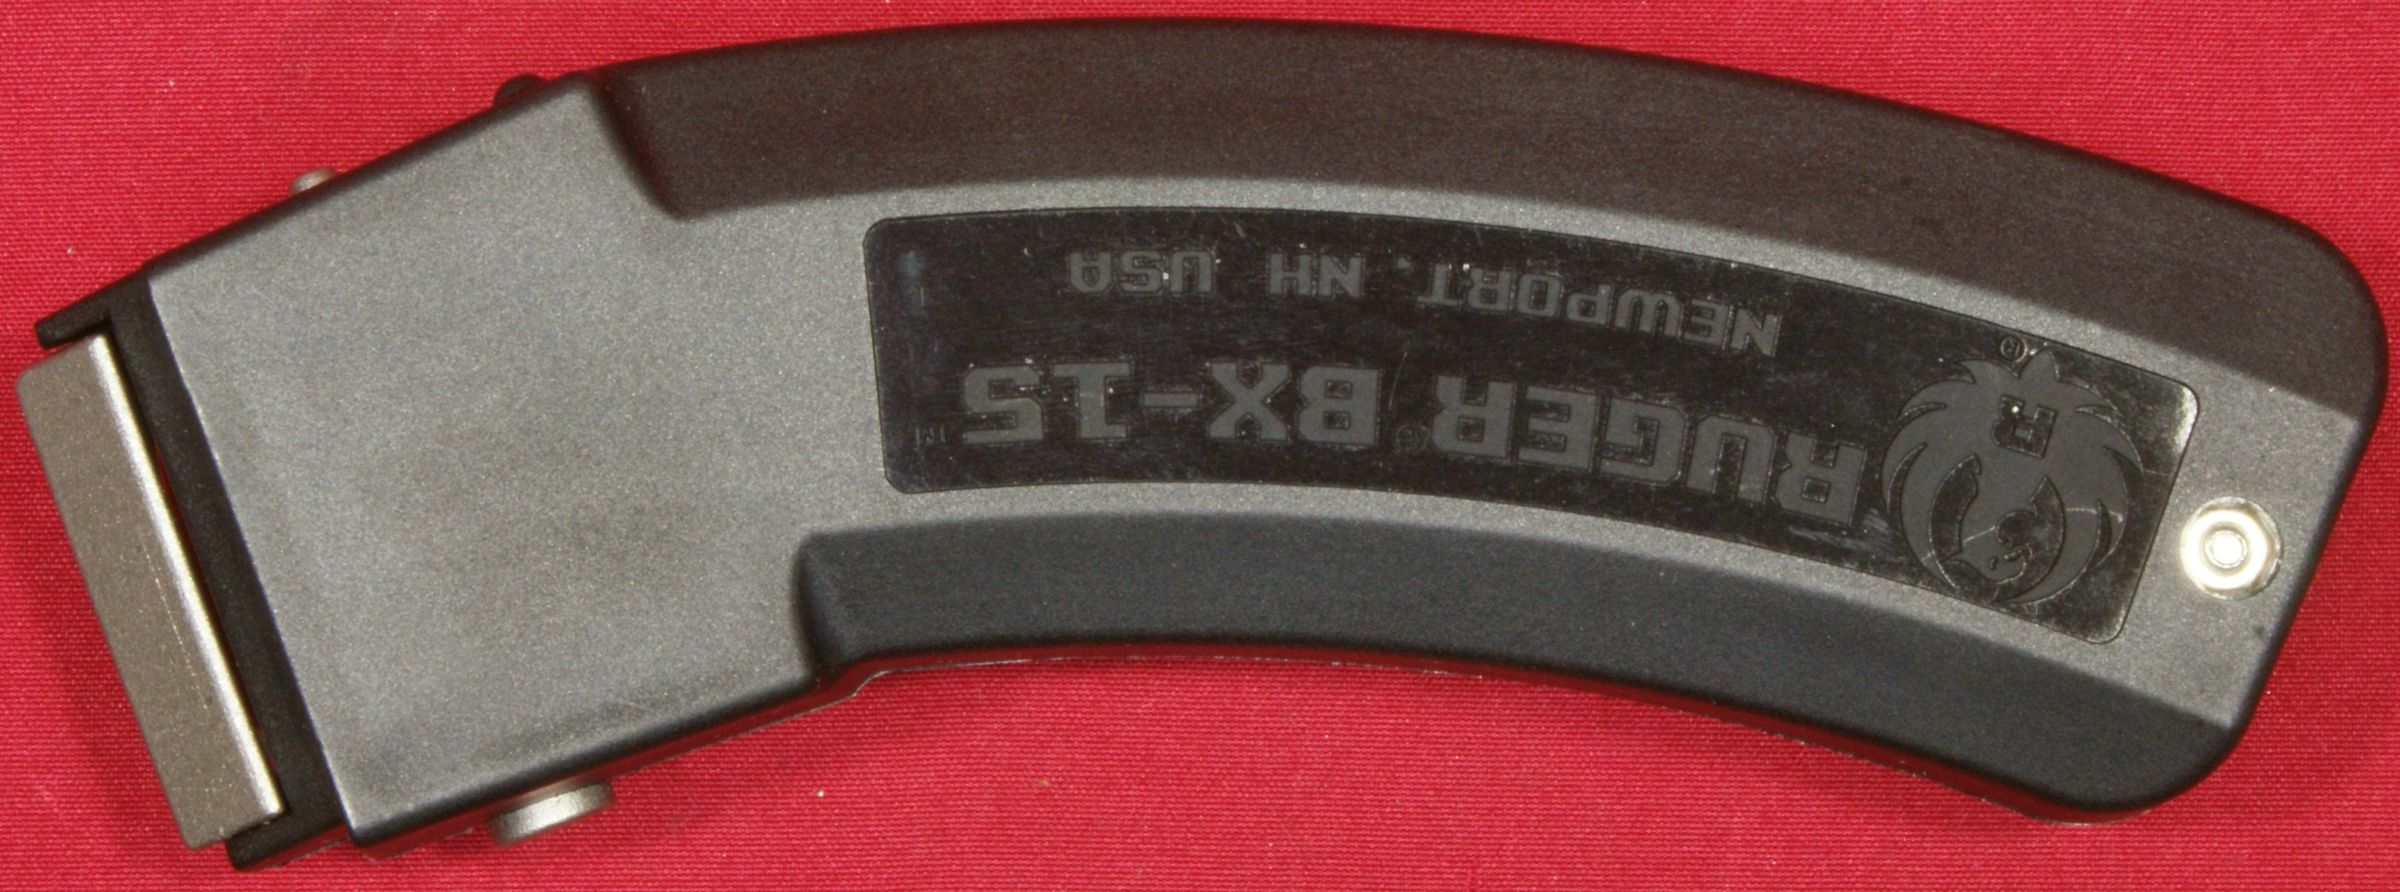 ®
RUGER® BX-15™
NEWPORT, NH USA